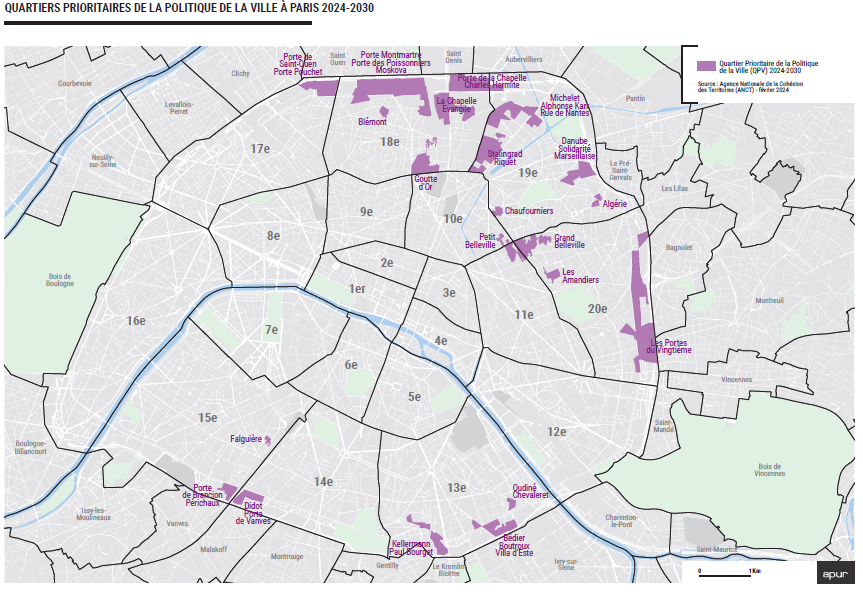 QUARTIERS PRIORITAIRES DE LA POLITIQUE DE LA VILLE À PARIS 2024-2030
Quartier Prioritaire de la Politique
de la Ville (QPV) 2024-2030
Source : Agence Nationale de la Cohésion
des Territoires (ANCT) - février 2024
Porte de
Saint-Ouen
Porte Pouchet
Saint
Ouen
Porte Montmartre
Porte des Poissonniers
Moskova
Saint
Denis
Aubervilliers
Courbevoie
Clichy
Porte de la Chapelle
Charles Hermite
Levallois-
Perret
La Chapelle
Evangile
Michelet
Alphonse Karr
Rue de Nantes
Pantin
Blémont
17e
18e
Danube
Solidarité
Marseillaise
Neuilly-
sur-Seine
Stalingrad
Riquet
19e
Le Pré-
Saint-
Gervais
Goutte
d'Or
Les Lilas
Algérie
9e
10e
Chaufourniers
8e
Petit
Belleville
Grand
Belleville
Bagnolet
2e
Bois de
Boulogne
Les
Amandiers
1er
3e
Montreuil
16e
11e
20e
7e
4e
Les Portes
du Vingtième
6e
Vincennes
5e
15e
12e
Saint-
Mandé
Falguière
Boulogne-
Billancourt
Bois de
Vincennes
14e
13e
Porte
de Brancion
Périchaux
Oudiné
Chevaleret
Didot
Porte
de Vanves
Issy-les-
Moulineaux
Vanves
Charenton-
le-Pont
Bédier
Boutroux
Villa d'Este
Kellermann
Paul Bourget
Malakoff
Montrouge
Gentilly
Le Kremlin
Bicêtre
Ivry-sur-
Seine
Saint-Maurice
0 1 Km
apur